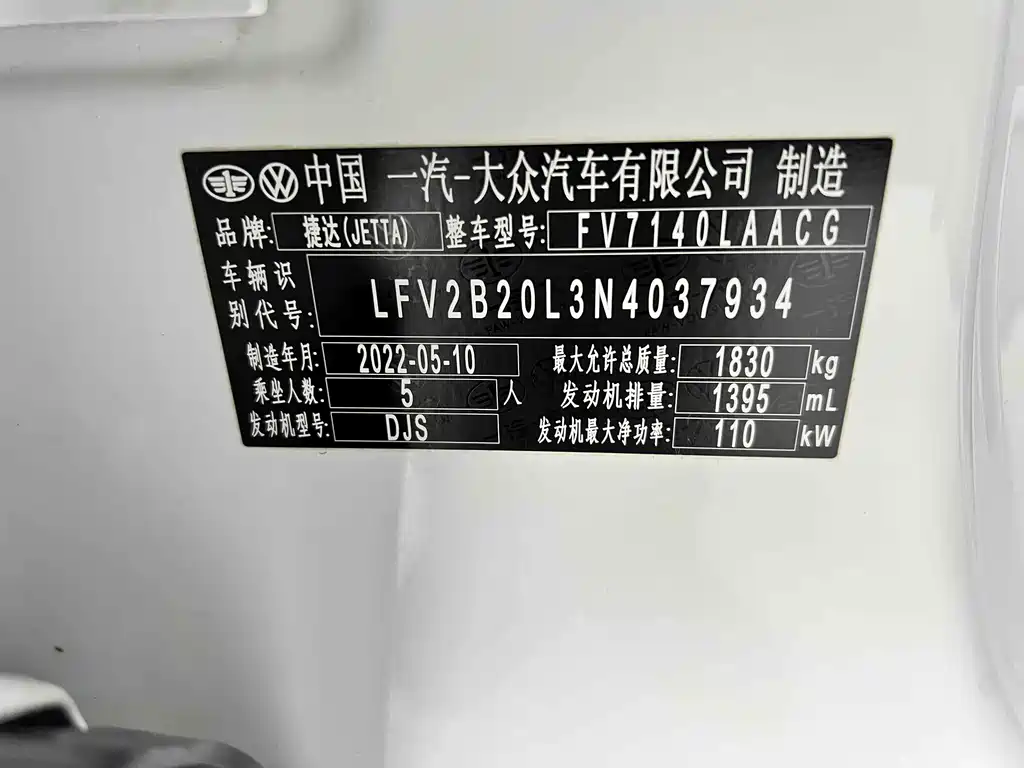 中国 一汽-大众汽车有限公司 制造
品牌: 捷达(JETTA) 整车型号: FV7140LAACG
车辆识别代号: LFV2B20L3N4037934
制造年月: 2022-05-10 最大允许总质量: 1830 kg
乘坐人数: 5 人 发动机排量: 1395 mL
发动机型号: DJS 发动机最大净功率: 110 kW